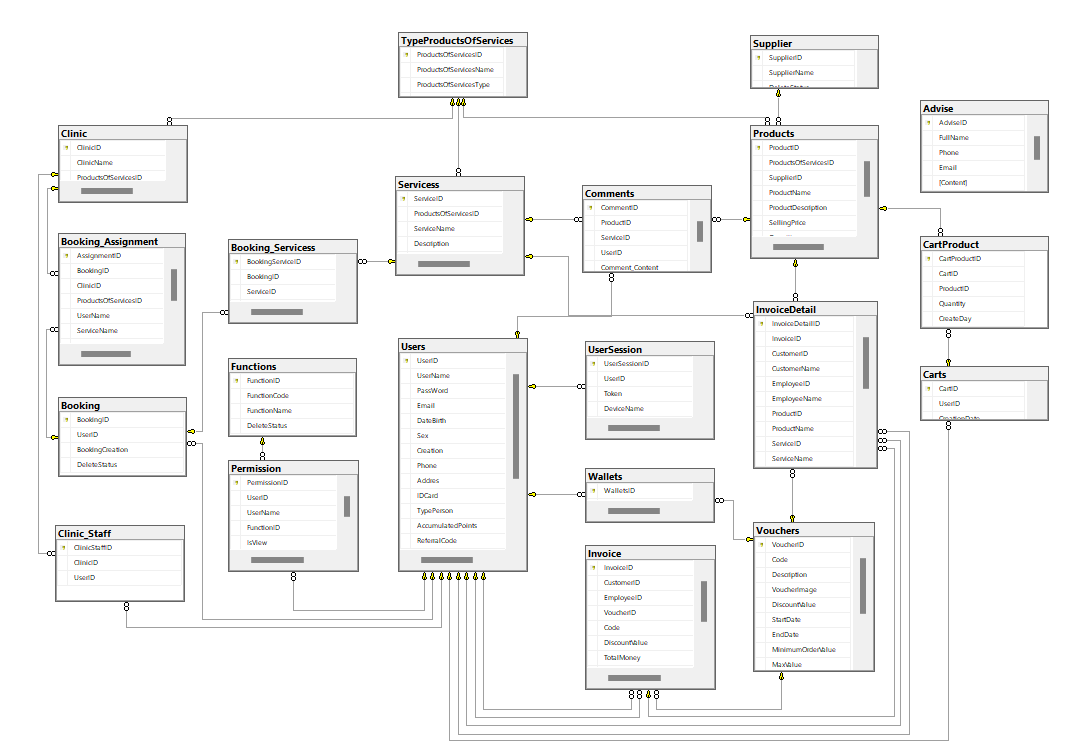 TypeProductsOfServices
ProductsOfServicesID
ProductsOfServicesName
ProductsOfServicesType
Supplier
SupplierID
SupplierName
DeleteStatus
Advise
AdviseID
FullName
Phone
Email
[Content]
Clinic
ClinicID
ClinicName
ProductsOfServicesID
Products
ProductID
ProductsOfServicesID
SupplierID
ProductName
ProductDescription
SellingPrice
Servicess
ServiceID
ProductsOfServicesID
ServiceName
Description
Comments
CommentID
ProductID
ServiceID
UserID
Comment_Content
Booking_Assignment
AssignmentID
BookingID
ClinicID
ProductsOfServicesID
UserName
ServiceName
Booking_Servicess
BookingServiceID
BookingID
ServiceID
CartProduct
CartProductID
CartID
ProductID
Quantity
CreateDay
InvoiceDetail
InvoiceDetailID
InvoiceID
CustomerID
CustomerName
EmployeeID
EmployeeName
ProductID
ProductName
ServiceID
ServiceName
Users
UserID
UserName
PassWord
Email
DateBirth
Sex
Creation
Phone
Addres
IDCard
TypePerson
AccumulatedPoints
ReferralCode
UserSession
UserSessionID
UserID
Token
DeviceName
Functions
FunctionID
FunctionCode
FunctionName
DeleteStatus
Carts
CartID
UserID
CreationDate
Booking
BookingID
UserID
BookingCreation
DeleteStatus
Permission
PermissionID
UserID
UserName
FunctionID
IsView
Wallets
WalletsID
Clinic_Staff
ClinicStaffID
ClinicID
UserID
Vouchers
VoucherID
Code
Description
VoucherImage
DiscountValue
StartDate
EndDate
MinimumOrderValue
MaxValue
Invoice
InvoiceID
CustomerID
EmployeeID
VoucherID
Code
DiscountValue
TotalMoney